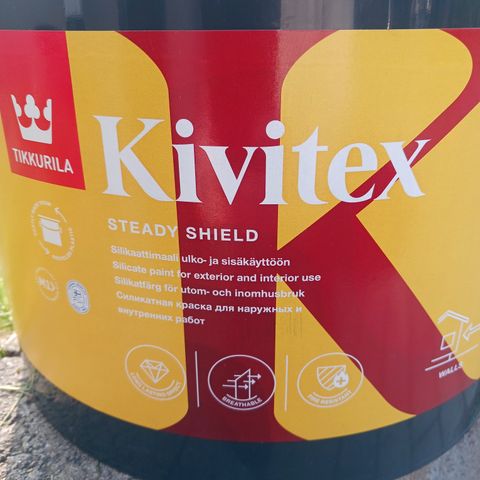 TIKKURILA
Kivitex
STEADY SHIELD
Silikaattimaali ulko- ja sisäkäyttöön
Silicate paint for exterior and interior use
Silikatfärg för utom- och inomhusbruk
Силикатная краска для наружных и
внутренних работ
BREATHABLE
WALLS